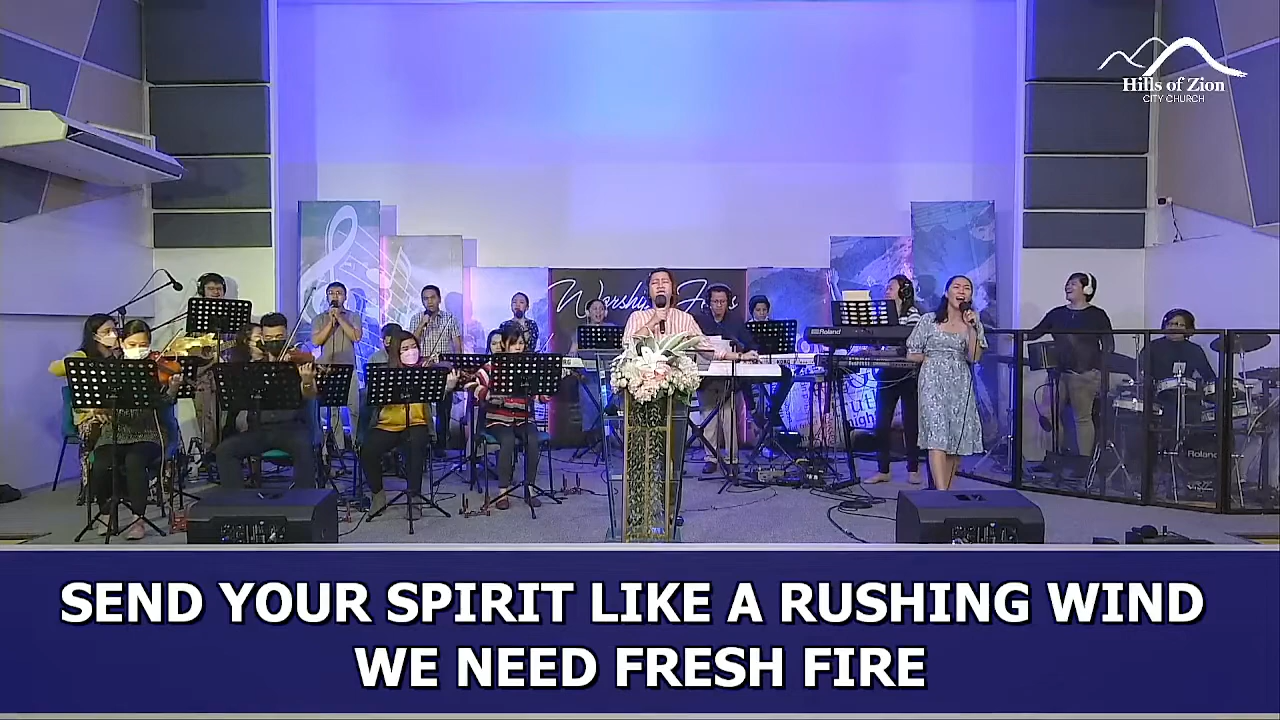 Hills of Zion
CITY CHURCH
Roland
Roland
SEND YOUR SPIRIT LIKE A RUSHING WIND
WE NEED FRESH FIRE